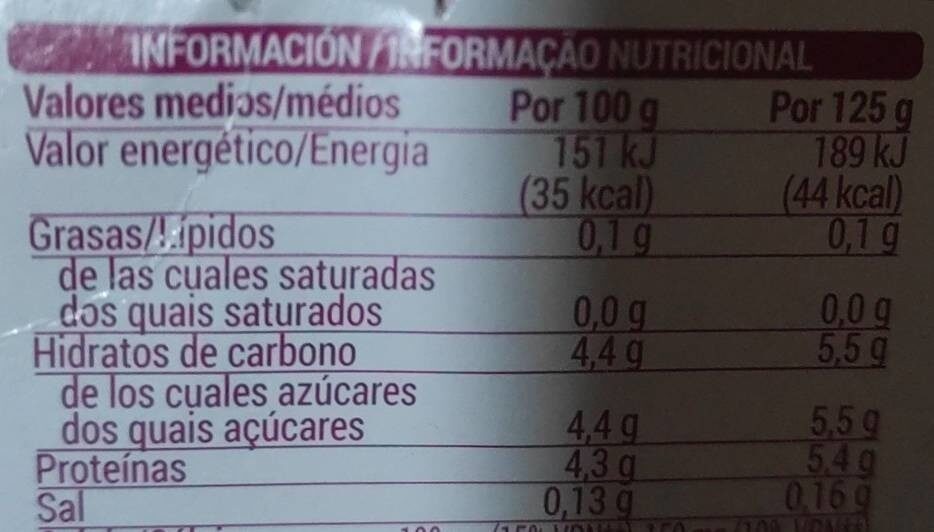 INFORMACIÓN / INFORMAÇÃO NUTRICIONAL
Valores medios/médios Por 100 g Por 125 g
Valor energético/Energia 151 kJ 189 kJ
(35 kcal) (44 kcal)
Grasas/Lípidos 0,1 g 0,1 g
de las cuales saturadas
dos quais saturados 0,0 g 0,0 g
Hidratos de carbono 4,4 g 5,5 g
de los cuales azúcares
dos quais açúcares 4,4 g 5,5 g
Proteínas 4,3 g 5,4 g
Sal 0,13 g 0,16 g